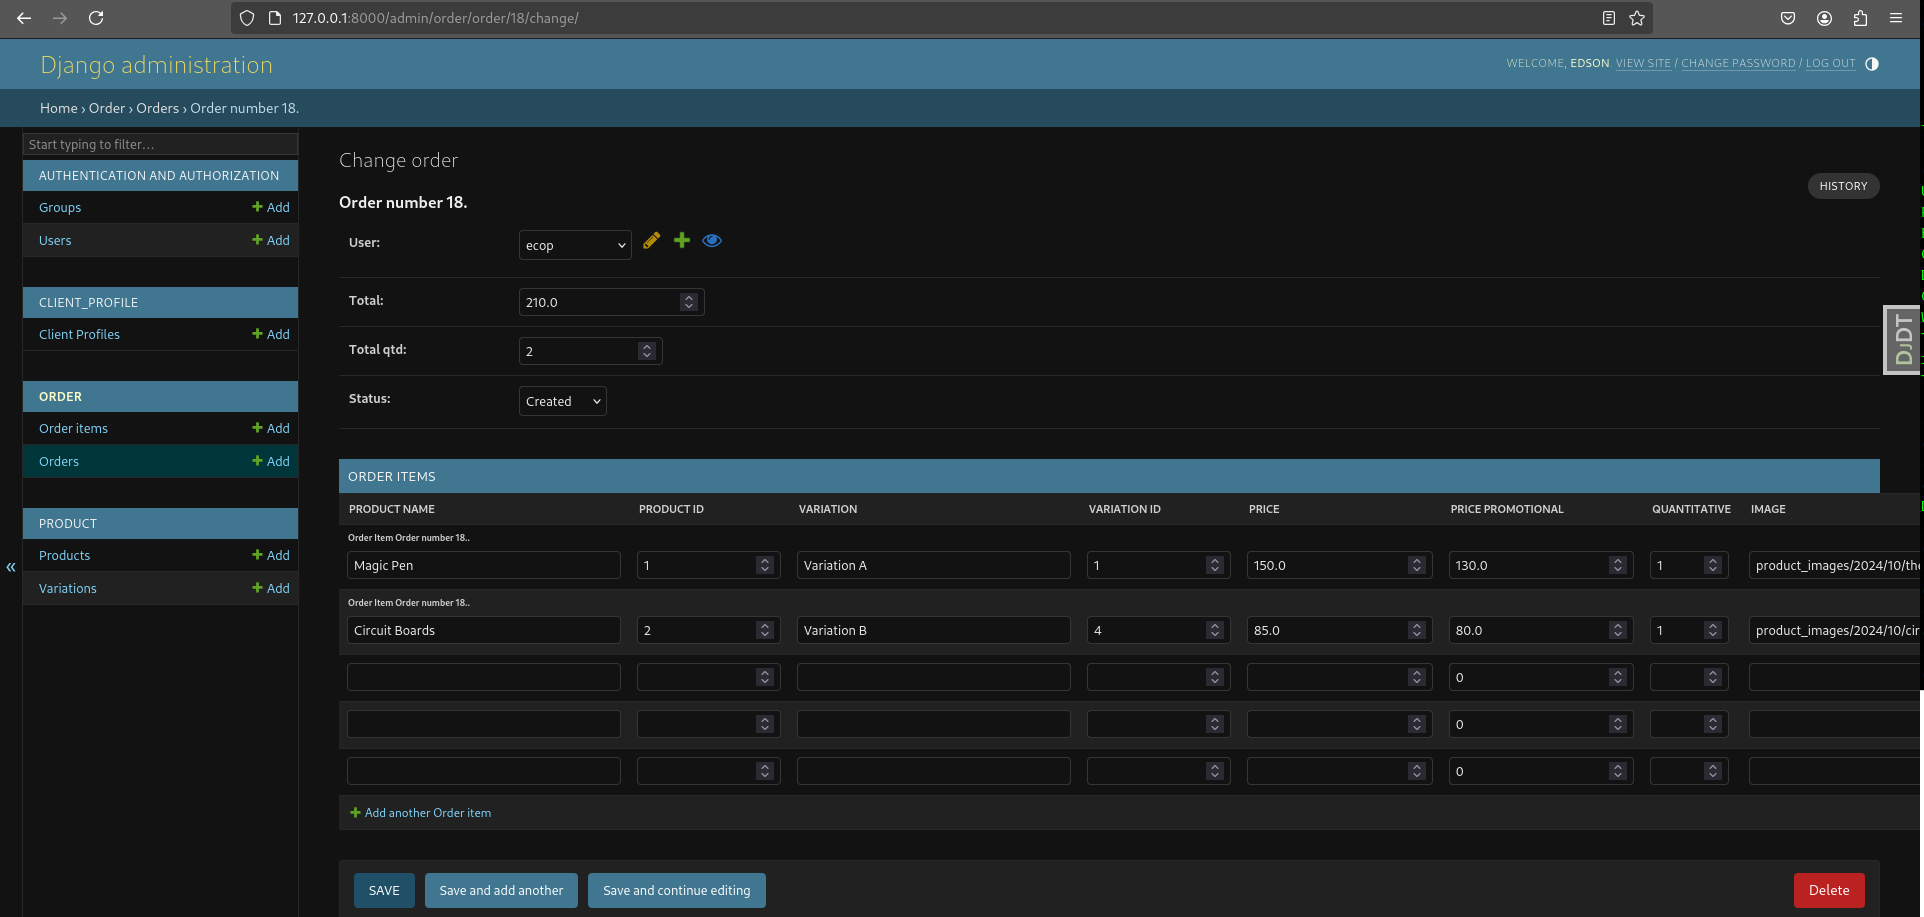 127.0.0.1:8000/admin/order/order/18/change/
Django administration
WELCOME, EDSON. VIEW SITE / CHANGE PASSWORD / LOG OUT
Home › Order › Orders › Order number 18.
Start typing to filter...
AUTHENTICATION AND AUTHORIZATION
Groups Add
Users Add
CLIENT_PROFILE
Client Profiles Add
ORDER
Order items Add
Orders Add
PRODUCT
Products Add
Variations Add
«
Change order
HISTORY
Order number 18.
User: ecop
Total: 210.0
Total qtd: 2
Status: Created
DJDT
ORDER ITEMS
PRODUCT NAME PRODUCT ID VARIATION VARIATION ID PRICE PRICE PROMOTIONAL QUANTITATIVE IMAGE
Order Item Order number 18..
Magic Pen 1 Variation A 1 150.0 130.0 1 product_images/2024/10/the
Order Item Order number 18..
Circuit Boards 2 Variation B 4 85.0 80.0 1 product_images/2024/10/cir
0
0
0
Add another Order item
SAVE Save and add another Save and continue editing Delete